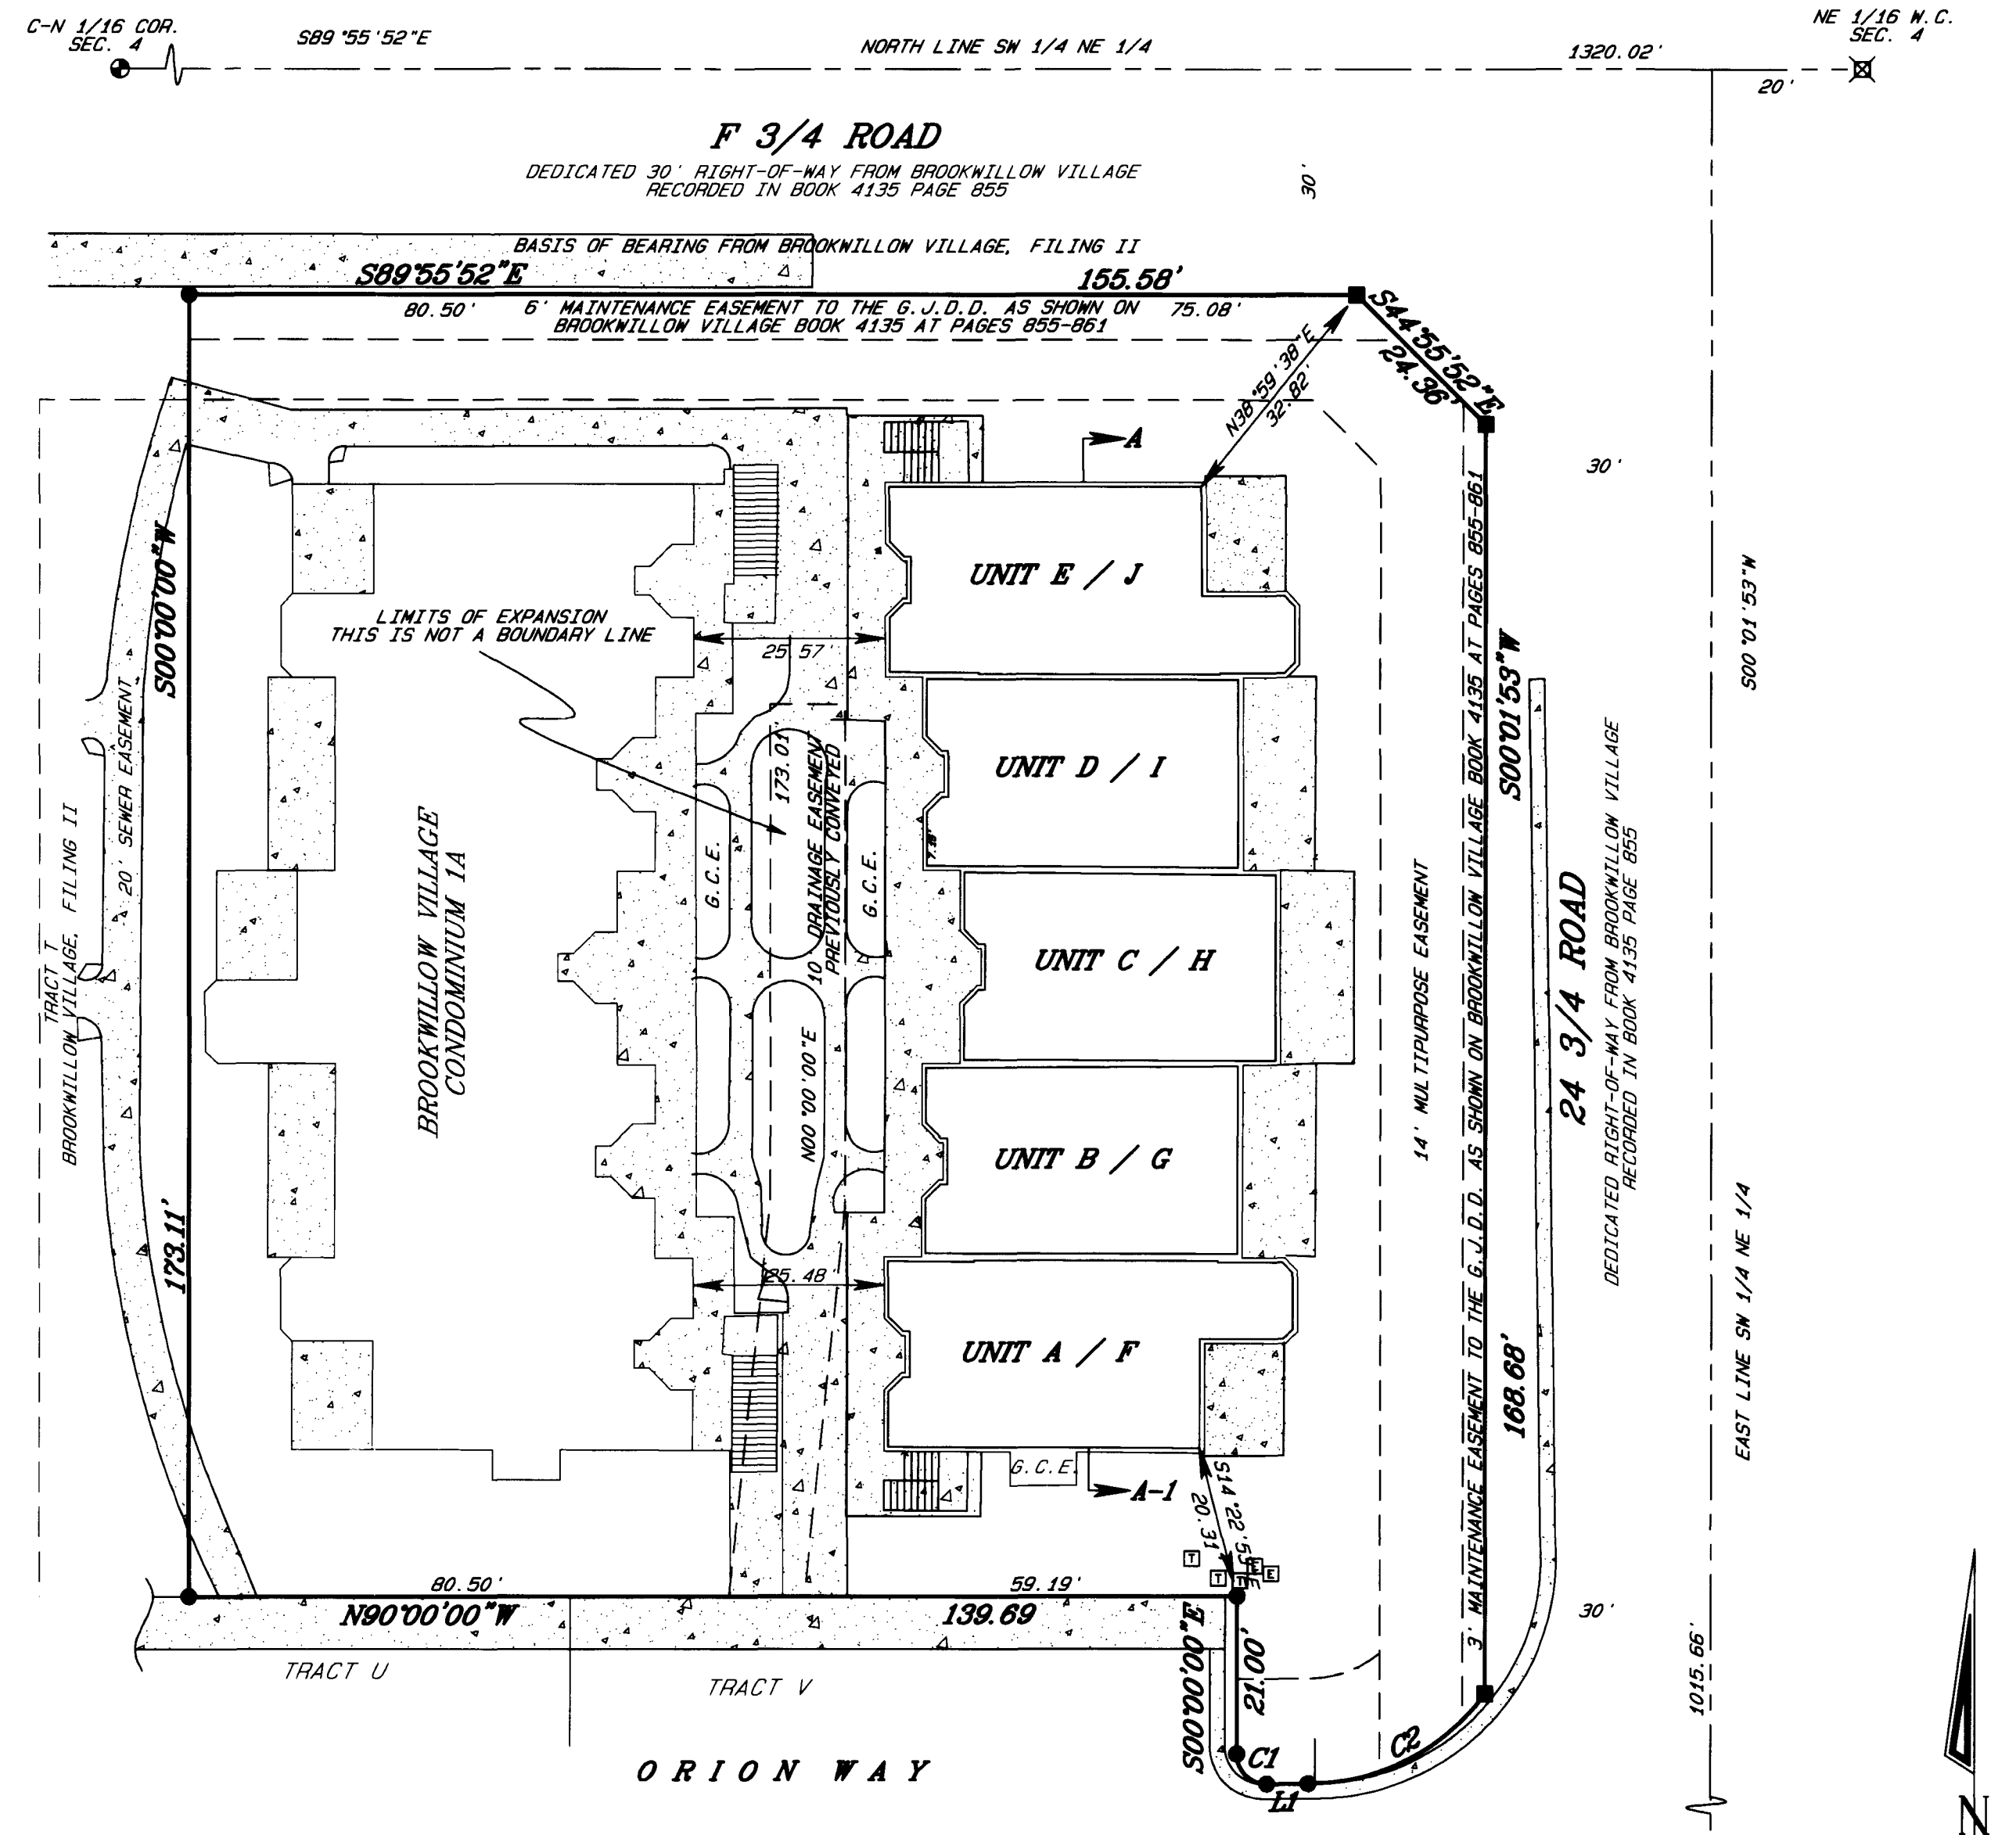 C-N 1/16 COR.
SEC. 4
S89°55'52"E
NORTH LINE SW 1/4 NE 1/4
1320.02'
NE 1/16 W.C.
SEC. 4
20'
F 3/4 ROAD
DEDICATED 30' RIGHT-OF-WAY FROM BROOKWILLOW VILLAGE
RECORDED IN BOOK 4135 PAGE 855
30'
BASIS OF BEARING FROM BROOKWILLOW VILLAGE, FILING II
S89°55'52"E
155.58'
80.50'
6' MAINTENANCE EASEMENT TO THE G.J.D.D. AS SHOWN ON
BROOKWILLOW VILLAGE BOOK 4135 AT PAGES 855-861
75.08'
S44°55'52"E
24.36'
N38°59'38"E
32.82'
A
30'
S00°00'00"W
173.11'
20' SEWER EASEMENT
TRACT T
BROOKWILLOW VILLAGE, FILING II
LIMITS OF EXPANSION
THIS IS NOT A BOUNDARY LINE
25.57'
BROOKWILLOW VILLAGE
CONDOMINIUM 1A
G.C.E.
173.01'
10' DRAINAGE EASEMENT
PREVIOUSLY CONVEYED
N00°00'00"E
G.C.E.
UNIT E / J
UNIT D / I
UNIT C / H
UNIT B / G
UNIT A / F
25.48'
G.C.E.
A-1
S14°22'53"E
20.31'
T
T
T
E
E
14' MULTIPURPOSE EASEMENT
3' MAINTENANCE EASEMENT TO THE G.J.D.D. AS SHOWN ON BROOKWILLOW VILLAGE BOOK 4135 AT PAGES 855-861
S00°01'53"W
168.68'
24 3/4 ROAD
DEDICATED RIGHT-OF-WAY FROM BROOKWILLOW VILLAGE
RECORDED IN BOOK 4135 PAGE 855
S00°01'53"W
EAST LINE SW 1/4 NE 1/4
1015.66'
30'
80.50'
59.19'
N90°00'00"W
139.69
TRACT U
TRACT V
S00°00'00"E
21.00'
C1
L1
C2
ORION WAY
N